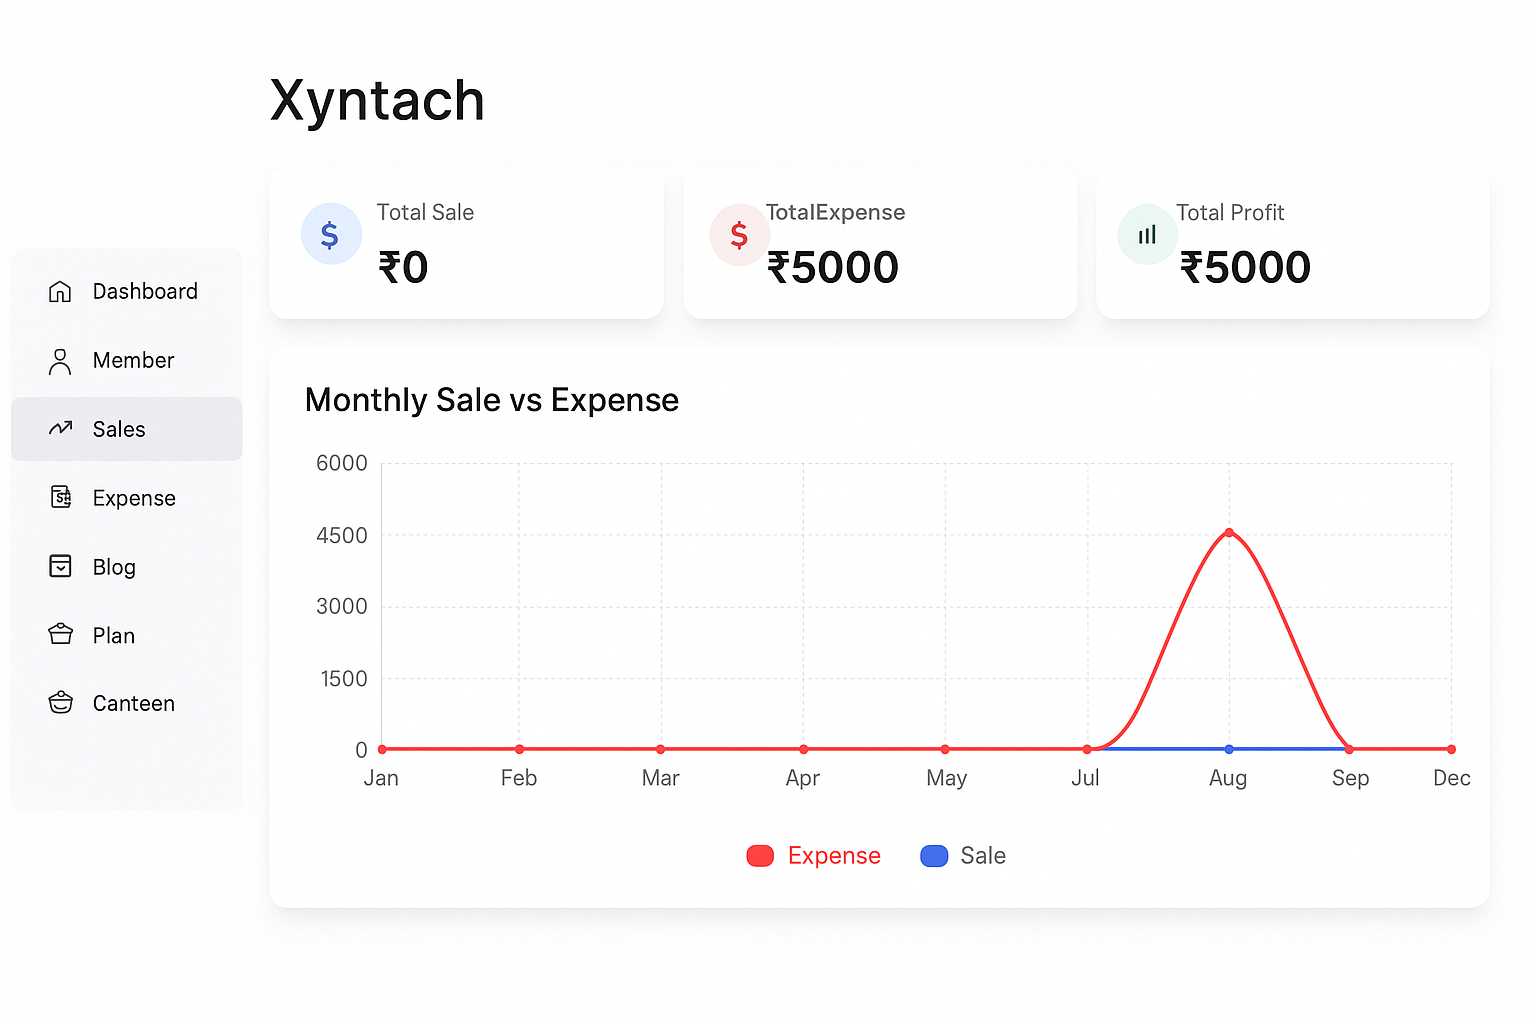 Xyntach
Total Sale
₹0
TotalExpense
₹5000
Total Profit
₹5000
Dashboard
Member
Sales
Expense
Blog
Plan
Canteen
Monthly Sale vs Expense
6000
4500
3000
1500
0
Jan Feb Mar Apr May Jul Aug Sep Dec
Expense Sale